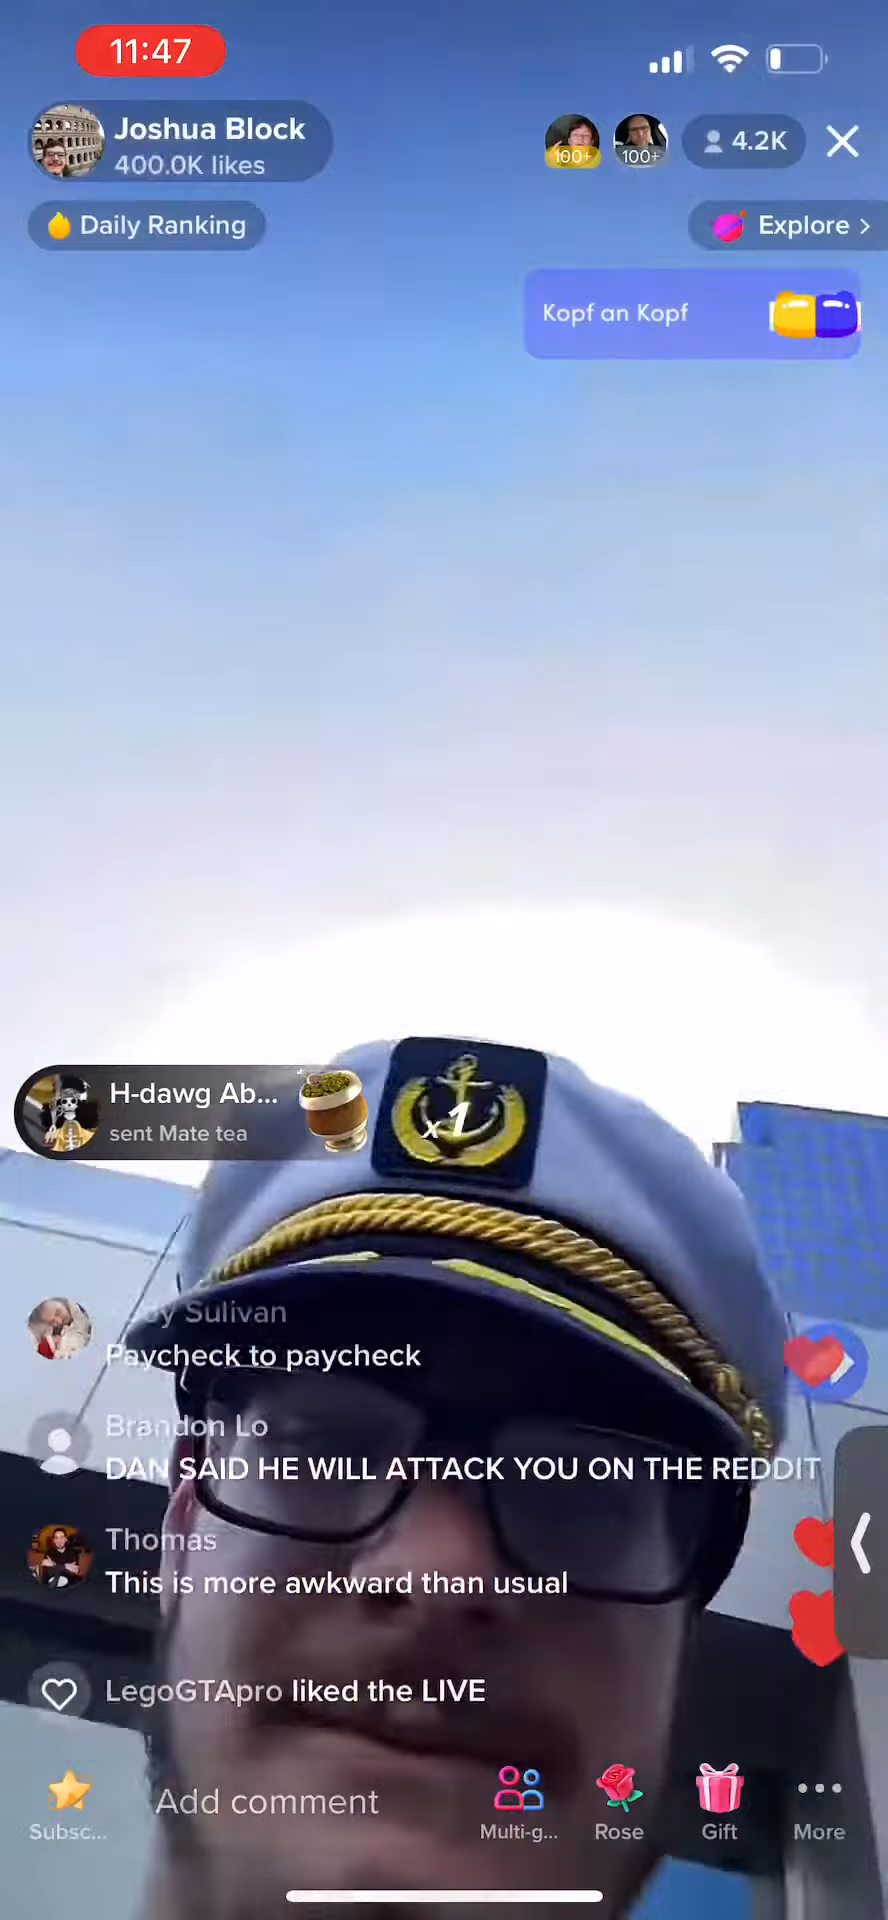 11:47
Joshua Block
400.0K likes
100+
100+
4.2K
Daily Ranking
Explore >
Kopf an Kopf
H-dawg Ab...
sent Mate tea
x1
Sulivan
Paycheck to paycheck
Brandon Lo
DAN SAID HE WILL ATTACK YOU ON THE REDDIT
Thomas
This is more awkward than usual
LegoGTApro liked the LIVE
Add comment
Subsc...
Multi-g...
Rose
Gift
More